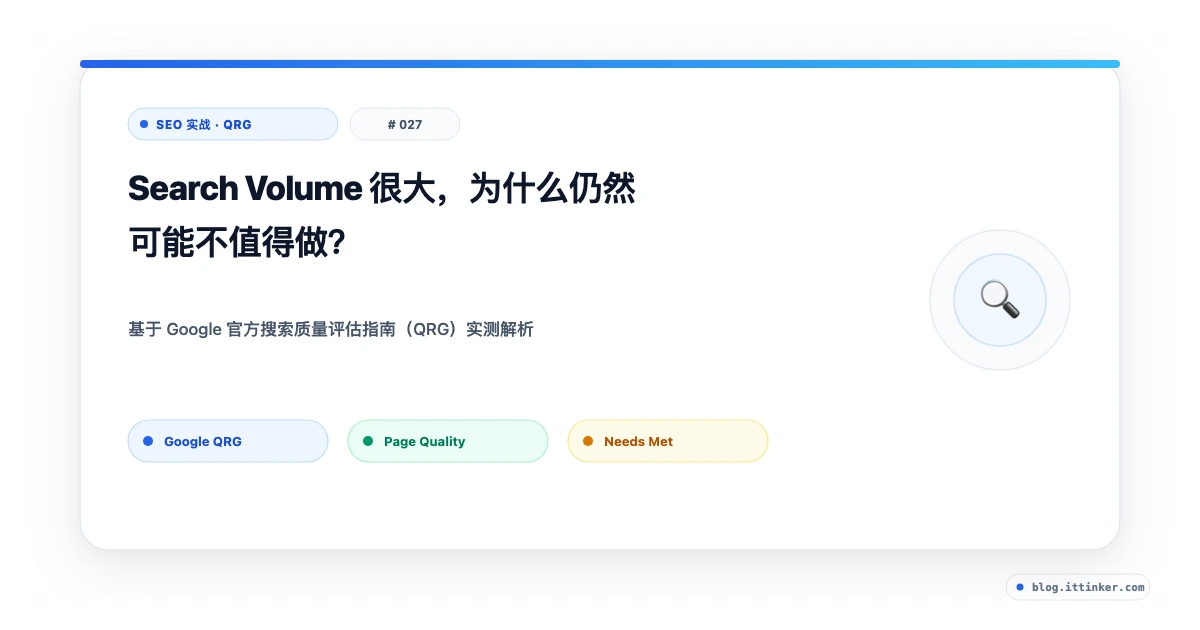 SEO 实战 · QRG
# 027
Search Volume 很大，为什么仍然
可能不值得做？
基于 Google 官方搜索质量评估指南（QRG）实测解析
Google QRG
Page Quality
Needs Met
blog.ittinker.com